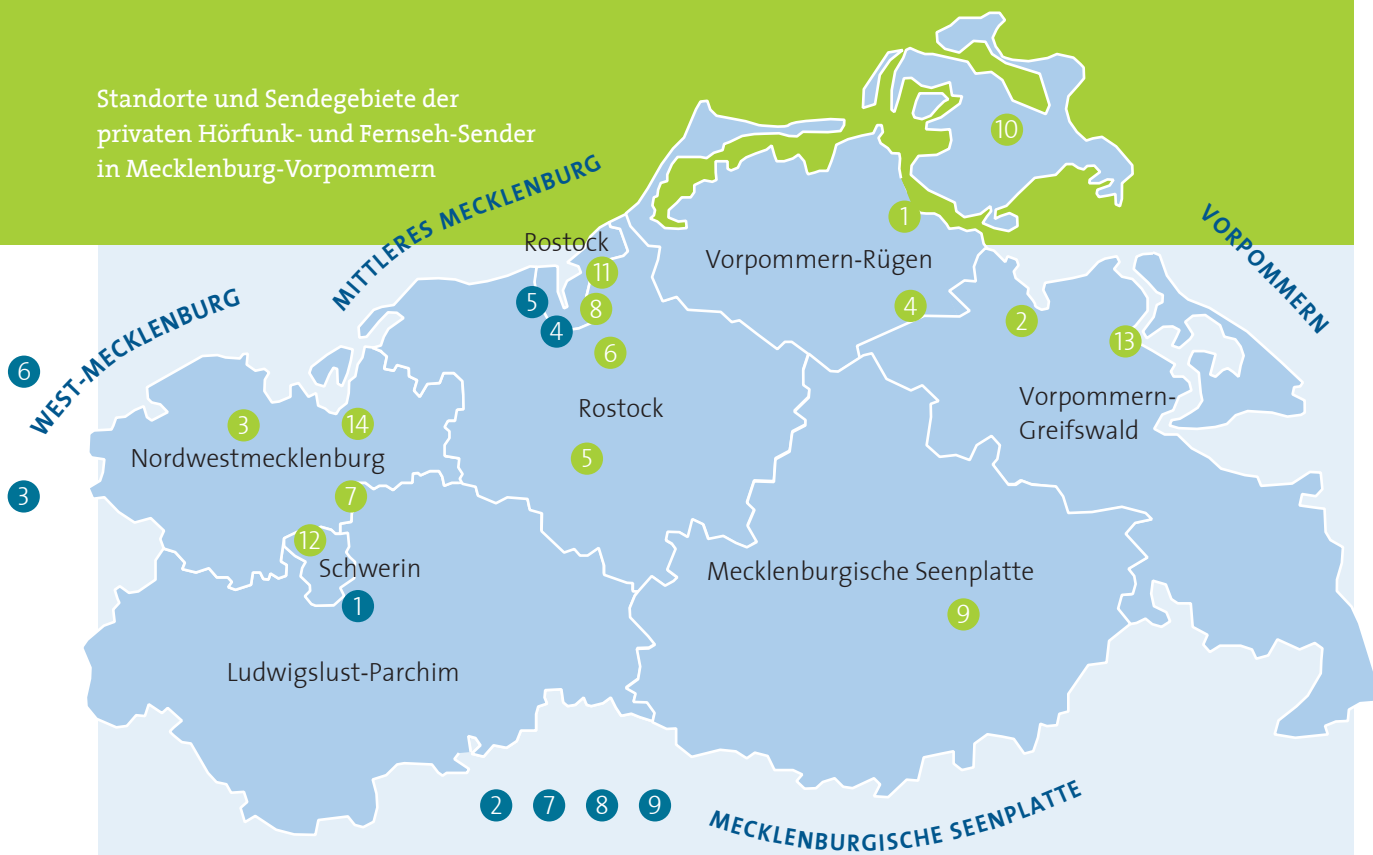 Standorte und Sendegebiete der
privaten Hörfunk- und Fernseh-Sender
in Mecklenburg-Vorpommern
10
MITTLERES MECKLENBURG
VORPOMMERN
1
Rostock
Vorpommern-Rügen
11
WEST-MECKLENBURG
5
8
4
4
2
13
6
6
Vorpommern-
Greifswald
Rostock
3
14
Nordwestmecklenburg
5
3
7
12
Schwerin
Mecklenburgische Seenplatte
1
9
Ludwigslust-Parchim
2
7
8
9
MECKLENBURGISCHE SEENPLATTE